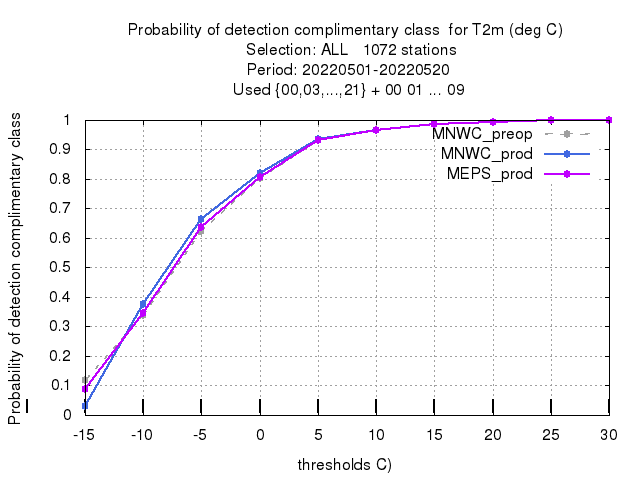 Probability of detection complimentary class  for T2m (deg C)
Selection: ALL   1072 stations
Period: 20220501-20220520
Used {00,03,...,21} + 00 01 ... 09
Probability of detection complimentary class
1
0.9
0.8
0.7
0.6
0.5
0.4
0.3
0.2
0.1
0
MNWC_preop
MNWC_prod
MEPS_prod
-15 -10 -5 0 5 10 15 20 25 30
thresholds C)